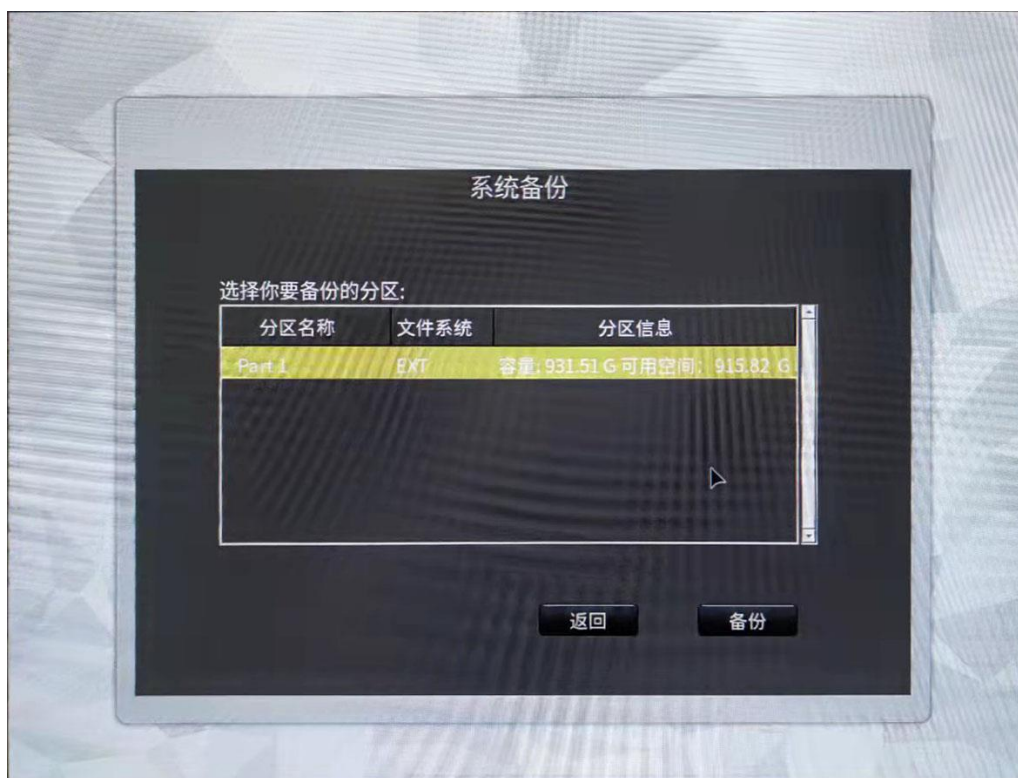 系统备份
选择你要备份的分区:
分区名称 文件系统 分区信息
Part 1 EXT 容量: 931.51 G 可用空间: 915.82 G
返回 备份